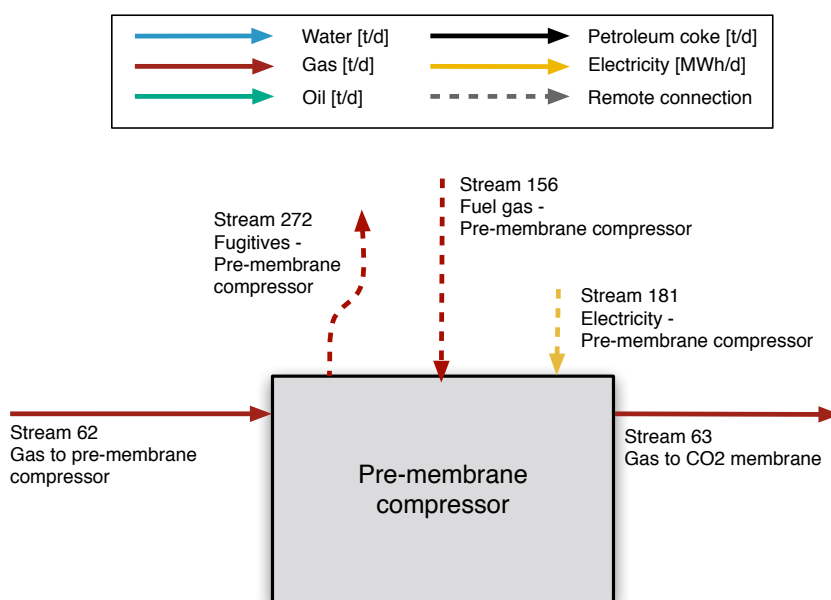 Water [t/d]
Gas [t/d]
Oil [t/d]
Petroleum coke [t/d]
Electricity [MWh/d]
Remote connection
Stream 272
Fugitives -
Pre-membrane
compressor
Stream 156
Fuel gas -
Pre-membrane compressor
Stream 181
Electricity -
Pre-membrane compressor
Stream 62
Gas to pre-membrane
compressor
Pre-membrane
compressor
Stream 63
Gas to CO2 membrane